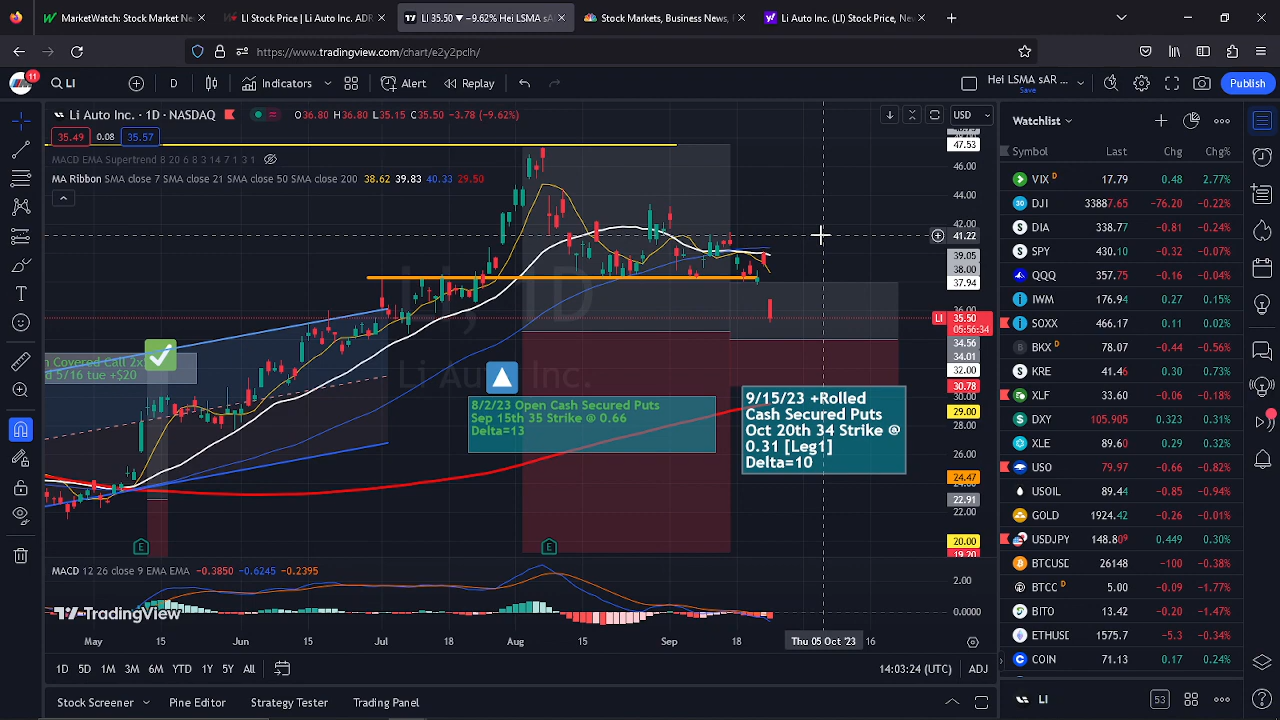 MarketWatch: Stock Market Ne
LI Stock Price | Li Auto Inc. ADR
LI 35.50 ▼ −9.62% Hei LSMA sA
Stock Markets, Business News,
Li Auto Inc. (LI) Stock Price, Ne
https://www.tradingview.com/chart/e2y2pclh/
11
LI
D
Indicators
Alert
Replay
Hei LSMA sAR
Save
Publish
Li Auto Inc. · 1D · NASDAQ
O36.80 H36.80 L35.15 C35.50 −3.78 (−9.62%)
USD
35.49 0.08 35.57
MACD EMA Supertrend 8 20 6 8 3 14 7 1 3 1
MA Ribbon SMA close 7 SMA close 21 SMA close 50 SMA close 200 38.62 39.83 40.33 29.50
LI, 1D
Li Auto Inc.
Covered Call 2x
5/16 tue +$20
8/2/23 Open Cash Secured Puts
Sep 15th 35 Strike @ 0.66
Delta=13
9/15/23 +Rolled
Cash Secured Puts
Oct 20th 34 Strike @
0.31 [Leg1]
Delta=10
47.53
46.00
44.00
42.00
41.22
39.05
38.00
37.94
36.00
LI 35.50
05:56:34
34.56
34.01
32.00
30.78
30.00
29.00
28.00
26.00
24.47
24.00
22.91
22.00
20.00
19.20
E
E
MACD 12 26 close 9 EMA EMA −0.3850 −0.6245 −0.2395
2.00
0.0000
TradingView
May 15 Jun 15 Jul 18 Aug 15 Sep 18 Thu 05 Oct '23 16
1D 5D 1M 3M 6M YTD 1Y 5Y All
14:03:24 (UTC)
ADJ
Stock Screener
Pine Editor
Strategy Tester
Trading Panel
Watchlist
Symbol Last Chg Chg%
VIX D 17.79 0.48 2.77%
DJI 33887.65 −76.20 −0.22%
DIA 338.77 −0.81 −0.24%
SPY 430.10 −0.32 −0.07%
QQQ 357.75 −0.16 −0.04%
IWM 176.94 −0.27 −0.15%
SOXX 466.17 0.11 0.02%
BKX 78.07 −0.44 −0.56%
KRE 41.46 0.30 0.73%
XLF 33.60 −0.06 −0.18%
DXY 105.905 0.323 0.31%
XLE 89.60 0.29 0.32%
USO 79.97 −0.66 −0.82%
USOIL 89.44 −0.85 −0.94%
GOLD 1924.42 −0.26 −0.01%
USDJPY 148.809 0.449 0.30%
BTCUSD 26148 −100 −0.38%
BTCC D 5.00 −0.09 −1.77%
BITO 13.42 −0.20 −1.47%
ETHUSD 1575.7 −5.3 −0.34%
COIN 71.13 0.17 0.24%
LI
53